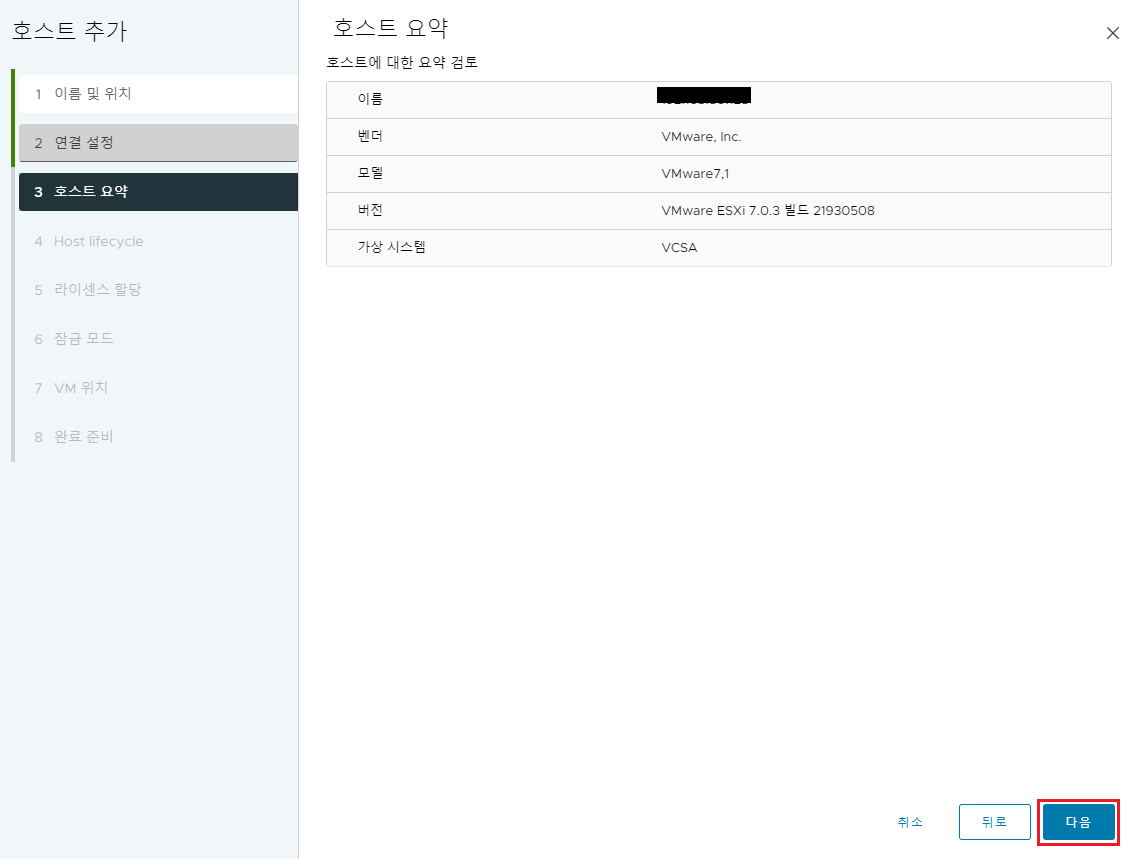 호스트 추가
1 이름 및 위치
2 연결 설정
3 호스트 요약
4 Host lifecycle
5 라이센스 할당
6 잠금 모드
7 VM 위치
8 완료 준비
호스트 요약
호스트에 대한 요약 검토
이름
벤더 VMware, Inc.
모델 VMware7,1
버전 VMware ESXi 7.0.3 빌드 21930508
가상 시스템 VCSA
취소 뒤로 다음